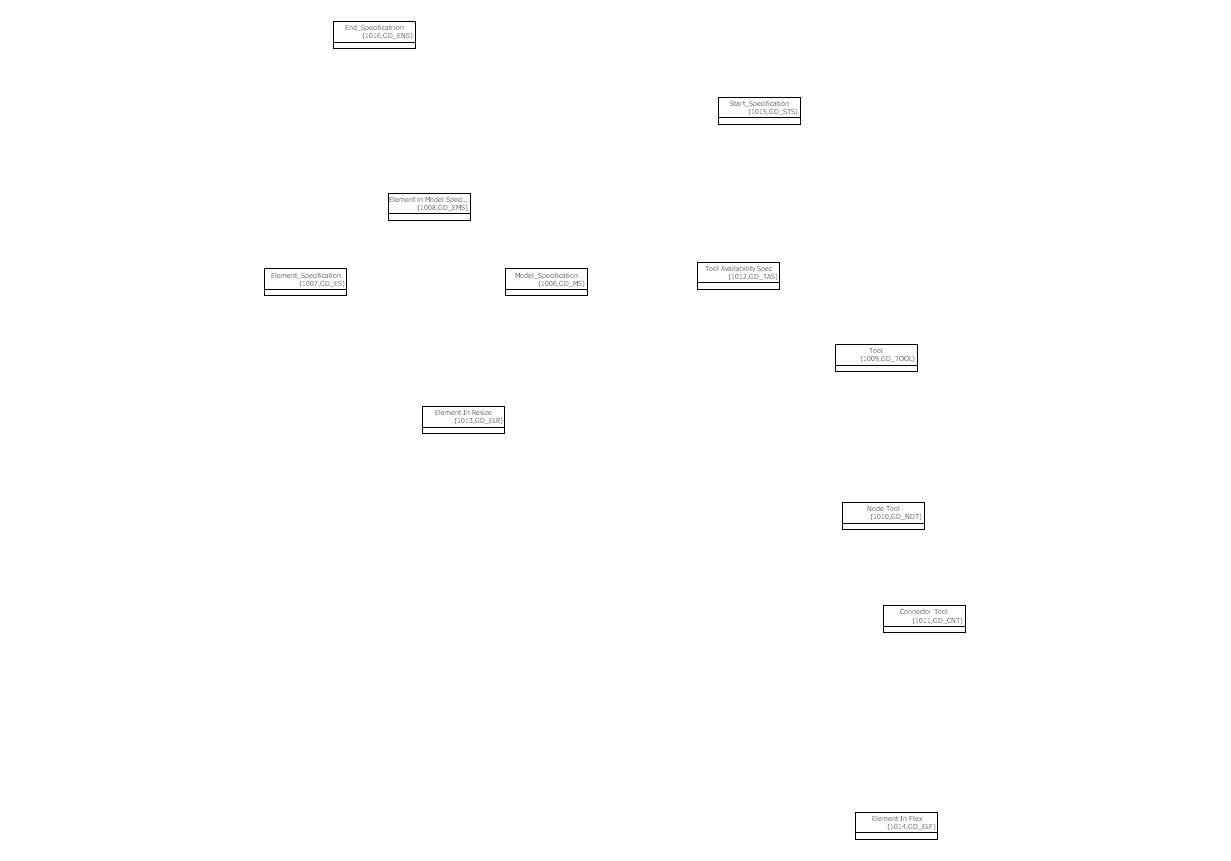 End_Specificatrion
{1016,GD_ENS}
Start_Specification
{1015,GD_STS}
Element in Model Speci...
{1008,GD_EMS}
Element_Specification
{1007,GD_ES}
Model_Specification
{1006,GD_MS}
Tool Availability Spec
{1012,GD_TAS}
Tool
{1009,GD_TOOL}
Element In Resize
{1013,GD_ELR}
Node Tool
{1010,GD_NDT}
Connector Tool
{1011,GD_CNT}
Element In Flex
{1014,GD_ELF}